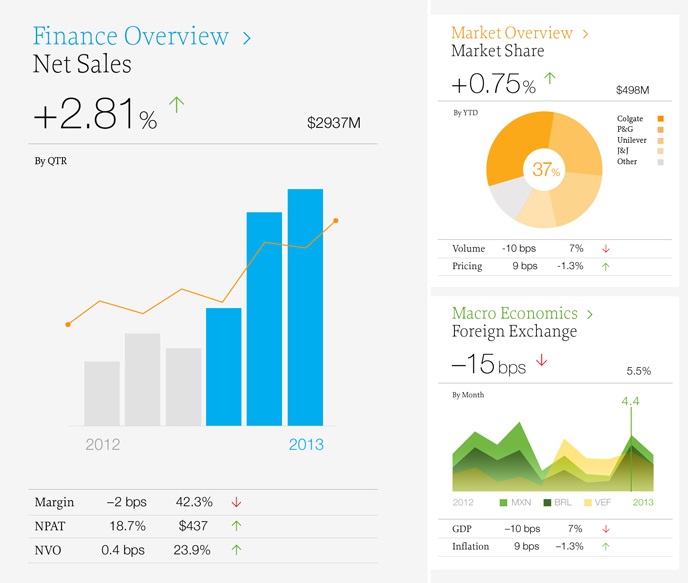 Finance Overview >
Net Sales
+2.81% ↑
$2937M
By QTR
2012 2013
Margin –2 bps 42.3% ↓
NPAT 18.7% $437 ↑
NVO 0.4 bps 23.9% ↑
Market Overview >
Market Share
+0.75% ↑
$498M
By YTD
Colgate
P&G
Unilever
J&J
Other
37%
Volume -10 bps 7% ↓
Pricing 9 bps -1.3% ↑
Macro Economics >
Foreign Exchange
–15 bps ↓
5.5%
By Month
4.4
2012 MXN BRL VEF 2013
GDP –10 bps 7% ↓
Inflation 9 bps –1.3% ↑